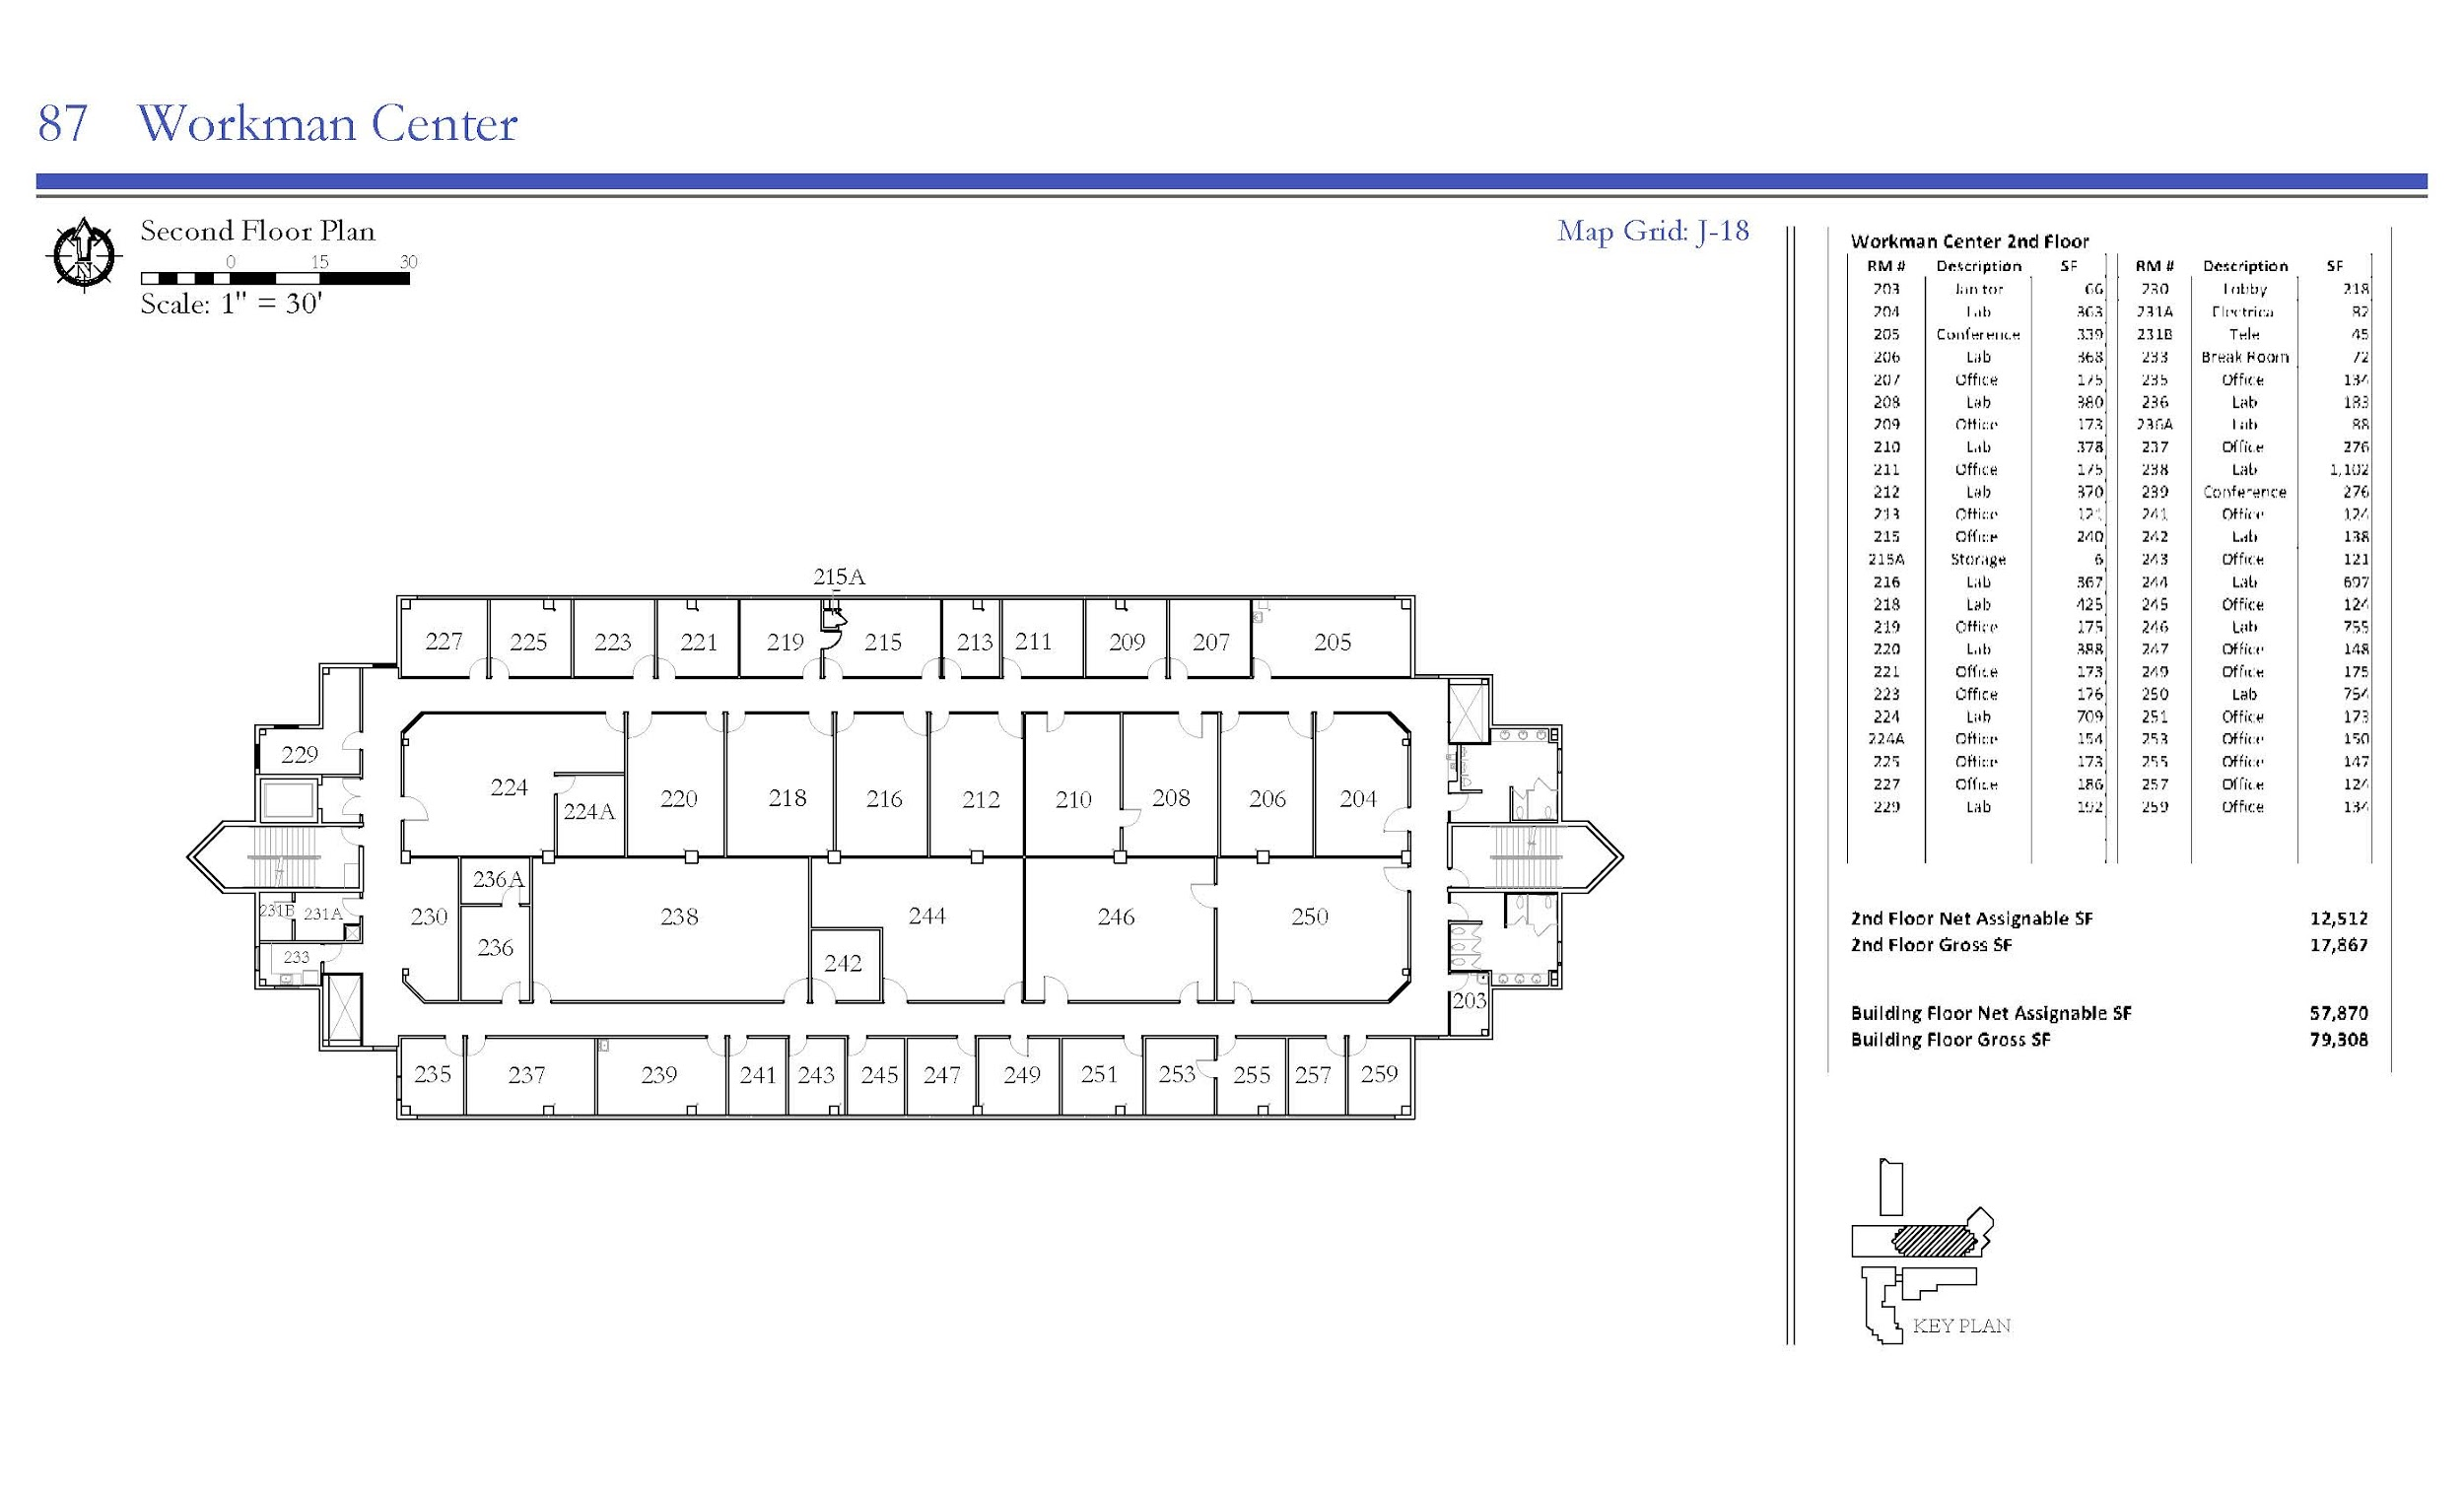 87 Workman Center
Second Floor Plan
0 15 30
Scale: 1" = 30'
N
Map Grid: J-18
215A
227 225 223 221 219 215 213 211 209 207 205
229
224 224A 220 218 216 212 210 208 206 204
236A
231B 231A 230 238 244 246 250
236
233 242
203
235 237 239 241 243 245 247 249 251 253 255 257 259
Workman Center 2nd Floor
RM # Description SF RM # Description SF
203 Janitor 66 230 Lobby 218
204 Lab 363 231A Electrica 82
205 Conference 339 231B Tele 45
206 Lab 368 233 Break Room 72
207 Office 175 235 Office 134
208 Lab 380 236 Lab 183
209 Office 173 236A Lab 88
210 Lab 378 237 Office 276
211 Office 175 238 Lab 1,102
212 Lab 370 239 Conference 276
213 Office 121 241 Office 124
215 Office 240 242 Lab 138
215A Storage 6 243 Office 121
216 Lab 367 244 Lab 697
218 Lab 425 245 Office 124
219 Office 175 246 Lab 755
220 Lab 388 247 Office 148
221 Office 173 249 Office 175
223 Office 176 250 Lab 754
224 Lab 709 251 Office 173
224A Office 154 253 Office 150
225 Office 173 255 Office 147
227 Office 186 257 Office 124
229 Lab 192 259 Office 134
2nd Floor Net Assignable SF 12,512
2nd Floor Gross SF 17,867
Building Floor Net Assignable SF 57,870
Building Floor Gross SF 79,308
KEY PLAN